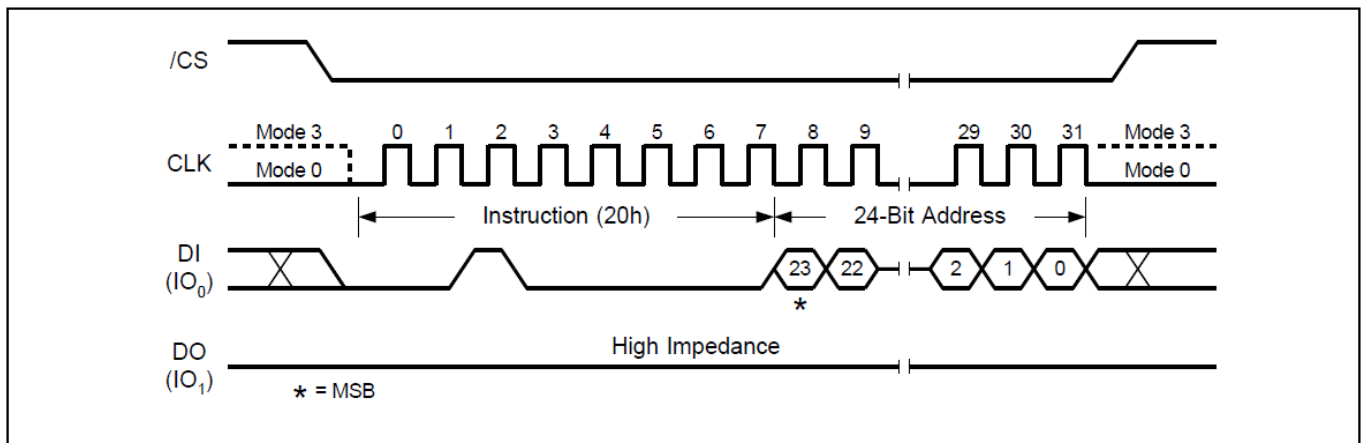 /CS
Mode 3 0 1 2 3 4 5 6 7 8 9 29 30 31 Mode 3
CLK
Mode 0 Mode 0
Instruction (20h) 24-Bit Address
DI
(IO₀)
23 22 2 1 0
*
DO
(IO₁)
High Impedance
* = MSB